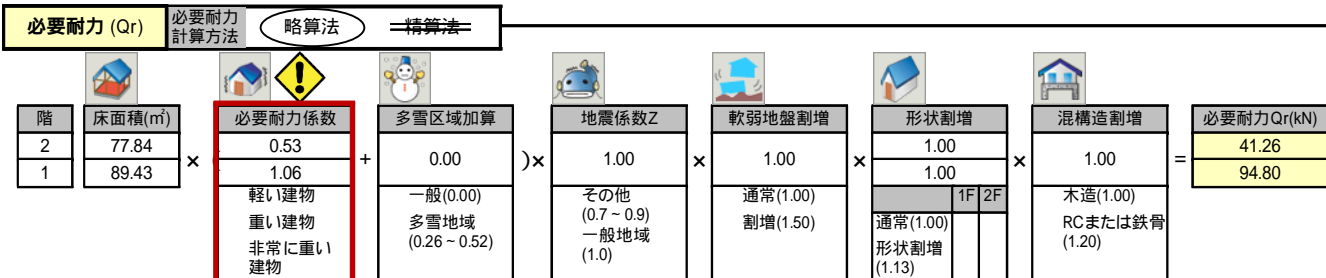 必要耐力 (Qr) 必要耐力計算方法 略算法 精算法
階 床面積(㎡) 必要耐力係数 多雪区域加算 地震係数Z 軟弱地盤割増 形状割増 混構造割増 必要耐力Qr(kN)
2 77.84 × ( 0.53 + 0.00 )× 1.00 × 1.00 × 1.00 × 1.00 = 41.26
1 89.43 1.06 1.00 94.80
軽い建物
重い建物
非常に重い
建物
一般(0.00)
多雪地域
(0.26 ~ 0.52)
その他
(0.7 ~ 0.9)
一般地域
(1.0)
通常(1.00)
割増(1.50)
1F 2F
通常(1.00)
形状割増
(1.13)
木造(1.00)
RCまたは鉄骨
(1.20)